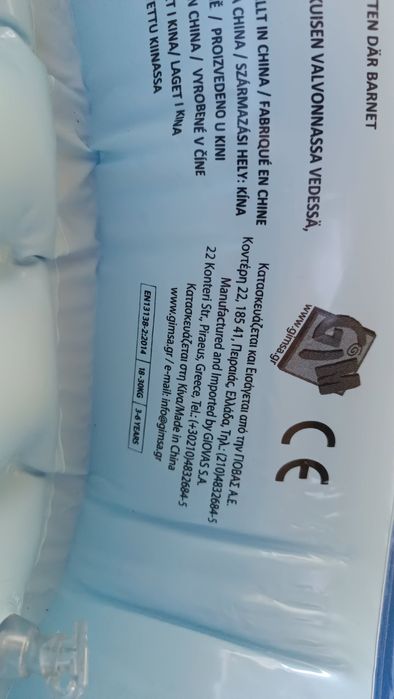 TTEN DÄR BARNET
KUISEN VALVONNASSA VEDESSÄ,
ALLT IN CHINA / FABRIQUÉ EN CHINE
CHINA / SZÁRMAZÁSI HELY: KÍNA
/ PROIZVEDENO U KINI
N CHINA / VYROBENÉ V ČÍNE
T I KINA/ LAGET I KINA
ETTU KIINASSA
GIM
www.gimsa.gr
CE
Κατασκευάζεται και Εισάγεται από την ΓΙΟΒΑΣ Α.Ε.
Κοντέρη 22, 185 41, Πειραιάς, Ελλάδα, Τηλ.: (210)4832684-5
Manufactured and Imported by GIOVAS S.A.
22 Konteri Str., Piraeus, Greece, Tel.: (+30210)4832684-5
Κατασκευάζεται στη Κίνα/Made in China
www.gimsa.gr / e-mail: info@gimsa.gr
EN13138-2:2014 18-30KG 3-6 YEARS